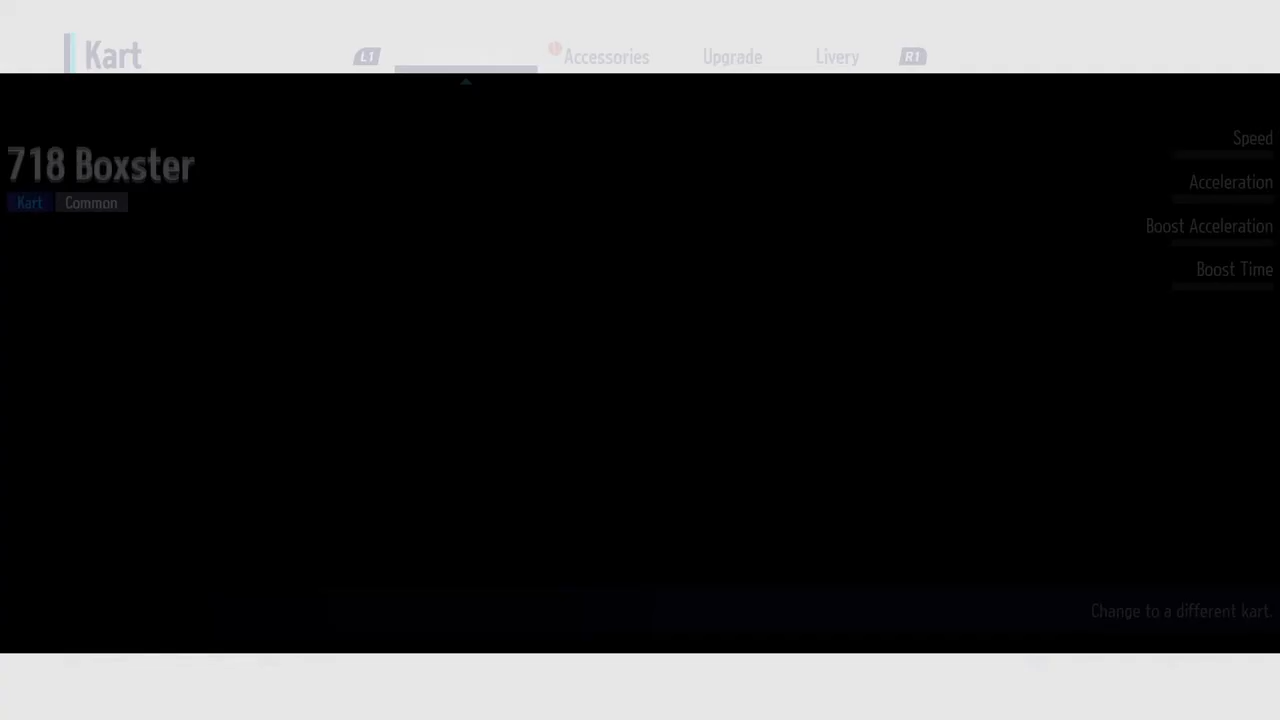 Kart
L1
Accessories
Upgrade
Livery
R1
718 Boxster
Kart
Common
Speed
Acceleration
Boost Acceleration
Boost Time
Change to a different kart.